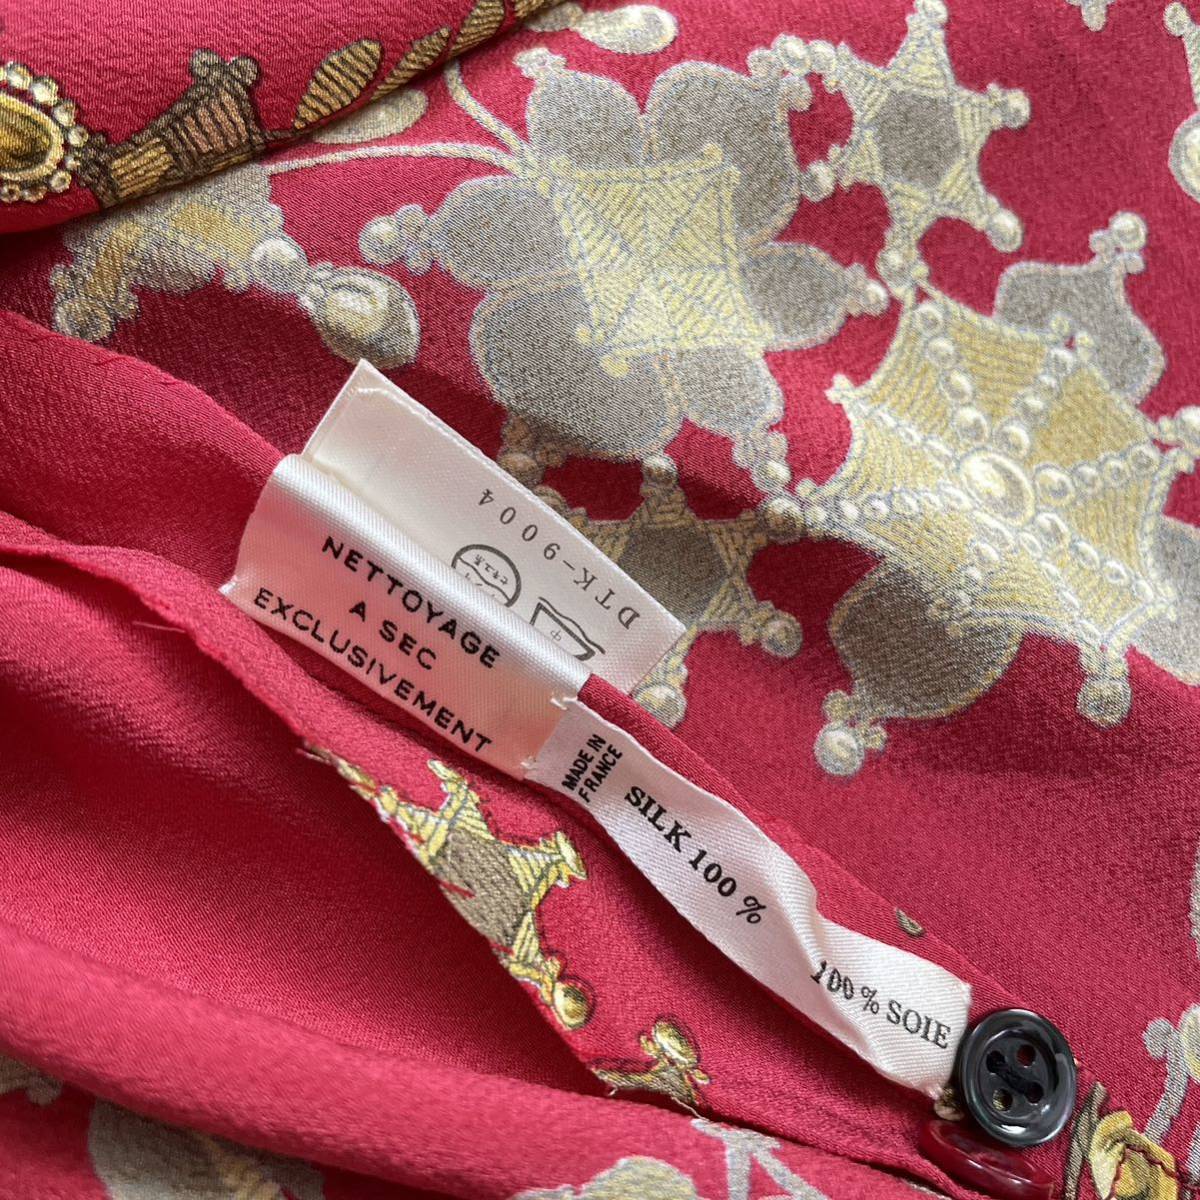 DTK-9004
NETTOYAGE
A SEC
EXCLUSIVEMENT
MADE IN
FRANCE
SILK 100 %
100 % SOIE